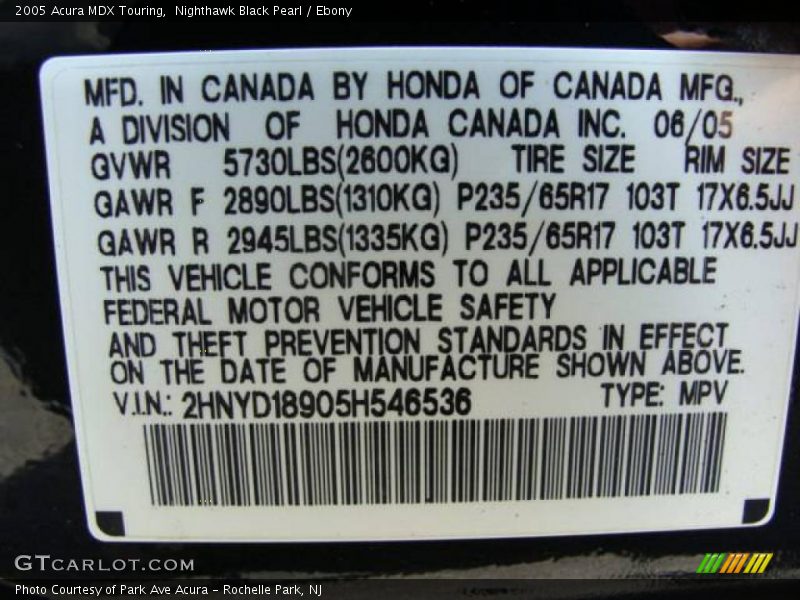 2005 Acura MDX Touring,  Nighthawk Black Pearl / Ebony
MFD. IN CANADA BY HONDA OF CANADA MFG.,
A DIVISION OF HONDA CANADA INC. 06/05
GVWR 5730LBS(2600KG) TIRE SIZE RIM SIZE
GAWR F 2890LBS(1310KG) P235/65R17 103T 17X6.5JJ
GAWR R 2945LBS(1335KG) P235/65R17 103T 17X6.5JJ
THIS VEHICLE CONFORMS TO ALL APPLICABLE
FEDERAL MOTOR VEHICLE SAFETY
AND THEFT PREVENTION STANDARDS IN EFFECT
ON THE DATE OF MANUFACTURE SHOWN ABOVE.
V.I.N.: 2HNYD18905H546536 TYPE: MPV
GTCARLOT.COM
Photo Courtesy of Park Ave Acura - Rochelle Park, NJ